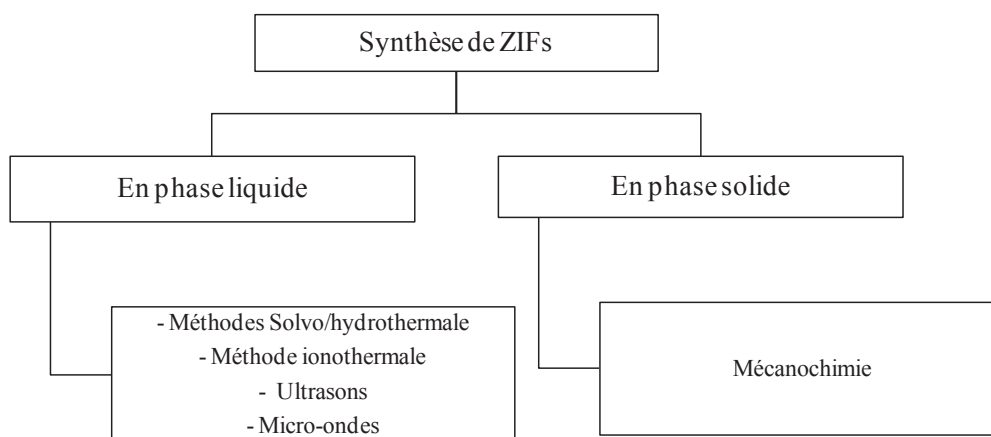 Synthèse de ZIFs
En phase liquide
En phase solide
- Méthodes Solvo/hydrothermale
- Méthode ionothermale
- Ultrasons
- Micro-ondes
Mécanochimie